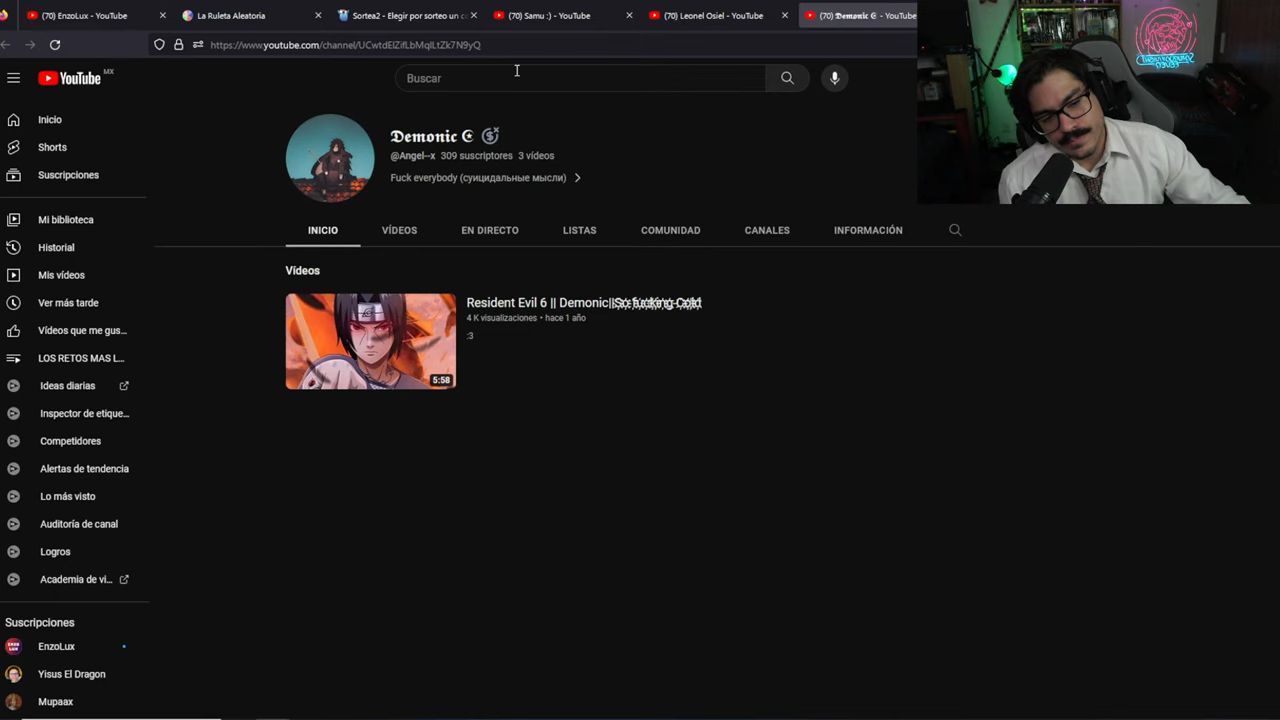 (70) EnzoLux - YouTube
La Ruleta Aleatoria
Sortea2 - Elegir por sorteo un c
(70) Samu :) - YouTube
(70) Leonel Osiel - YouTube
(70) 𝕯𝖊𝖒𝖔𝖓𝖎𝖈 - YouTube
https://www.youtube.com/channel/
YouTube MX
Buscar
Inicio
Shorts
Suscripciones
Mi biblioteca
Historial
Mis vídeos
Ver más tarde
Vídeos que me gus...
LOS RETOS MAS L...
Ideas diarias
Inspector de etique...
Competidores
Alertas de tendencia
Lo más visto
Auditoría de canal
Logros
Academia de vi...
Suscripciones
EnzoLux
Yisus El Dragon
Mupaax
𝕯𝖊𝖒𝖔𝖓𝖎𝖈
@Angel--x 309 suscriptores 3 vídeos
Fuck everybody (суицидальные мысли)
INICIO
VÍDEOS
EN DIRECTO
LISTAS
COMUNIDAD
CANALES
INFORMACIÓN
Vídeos
Resident Evil 6 || Demonic||So fucking Cold
4 K visualizaciones • hace 1 año
:3
5:58